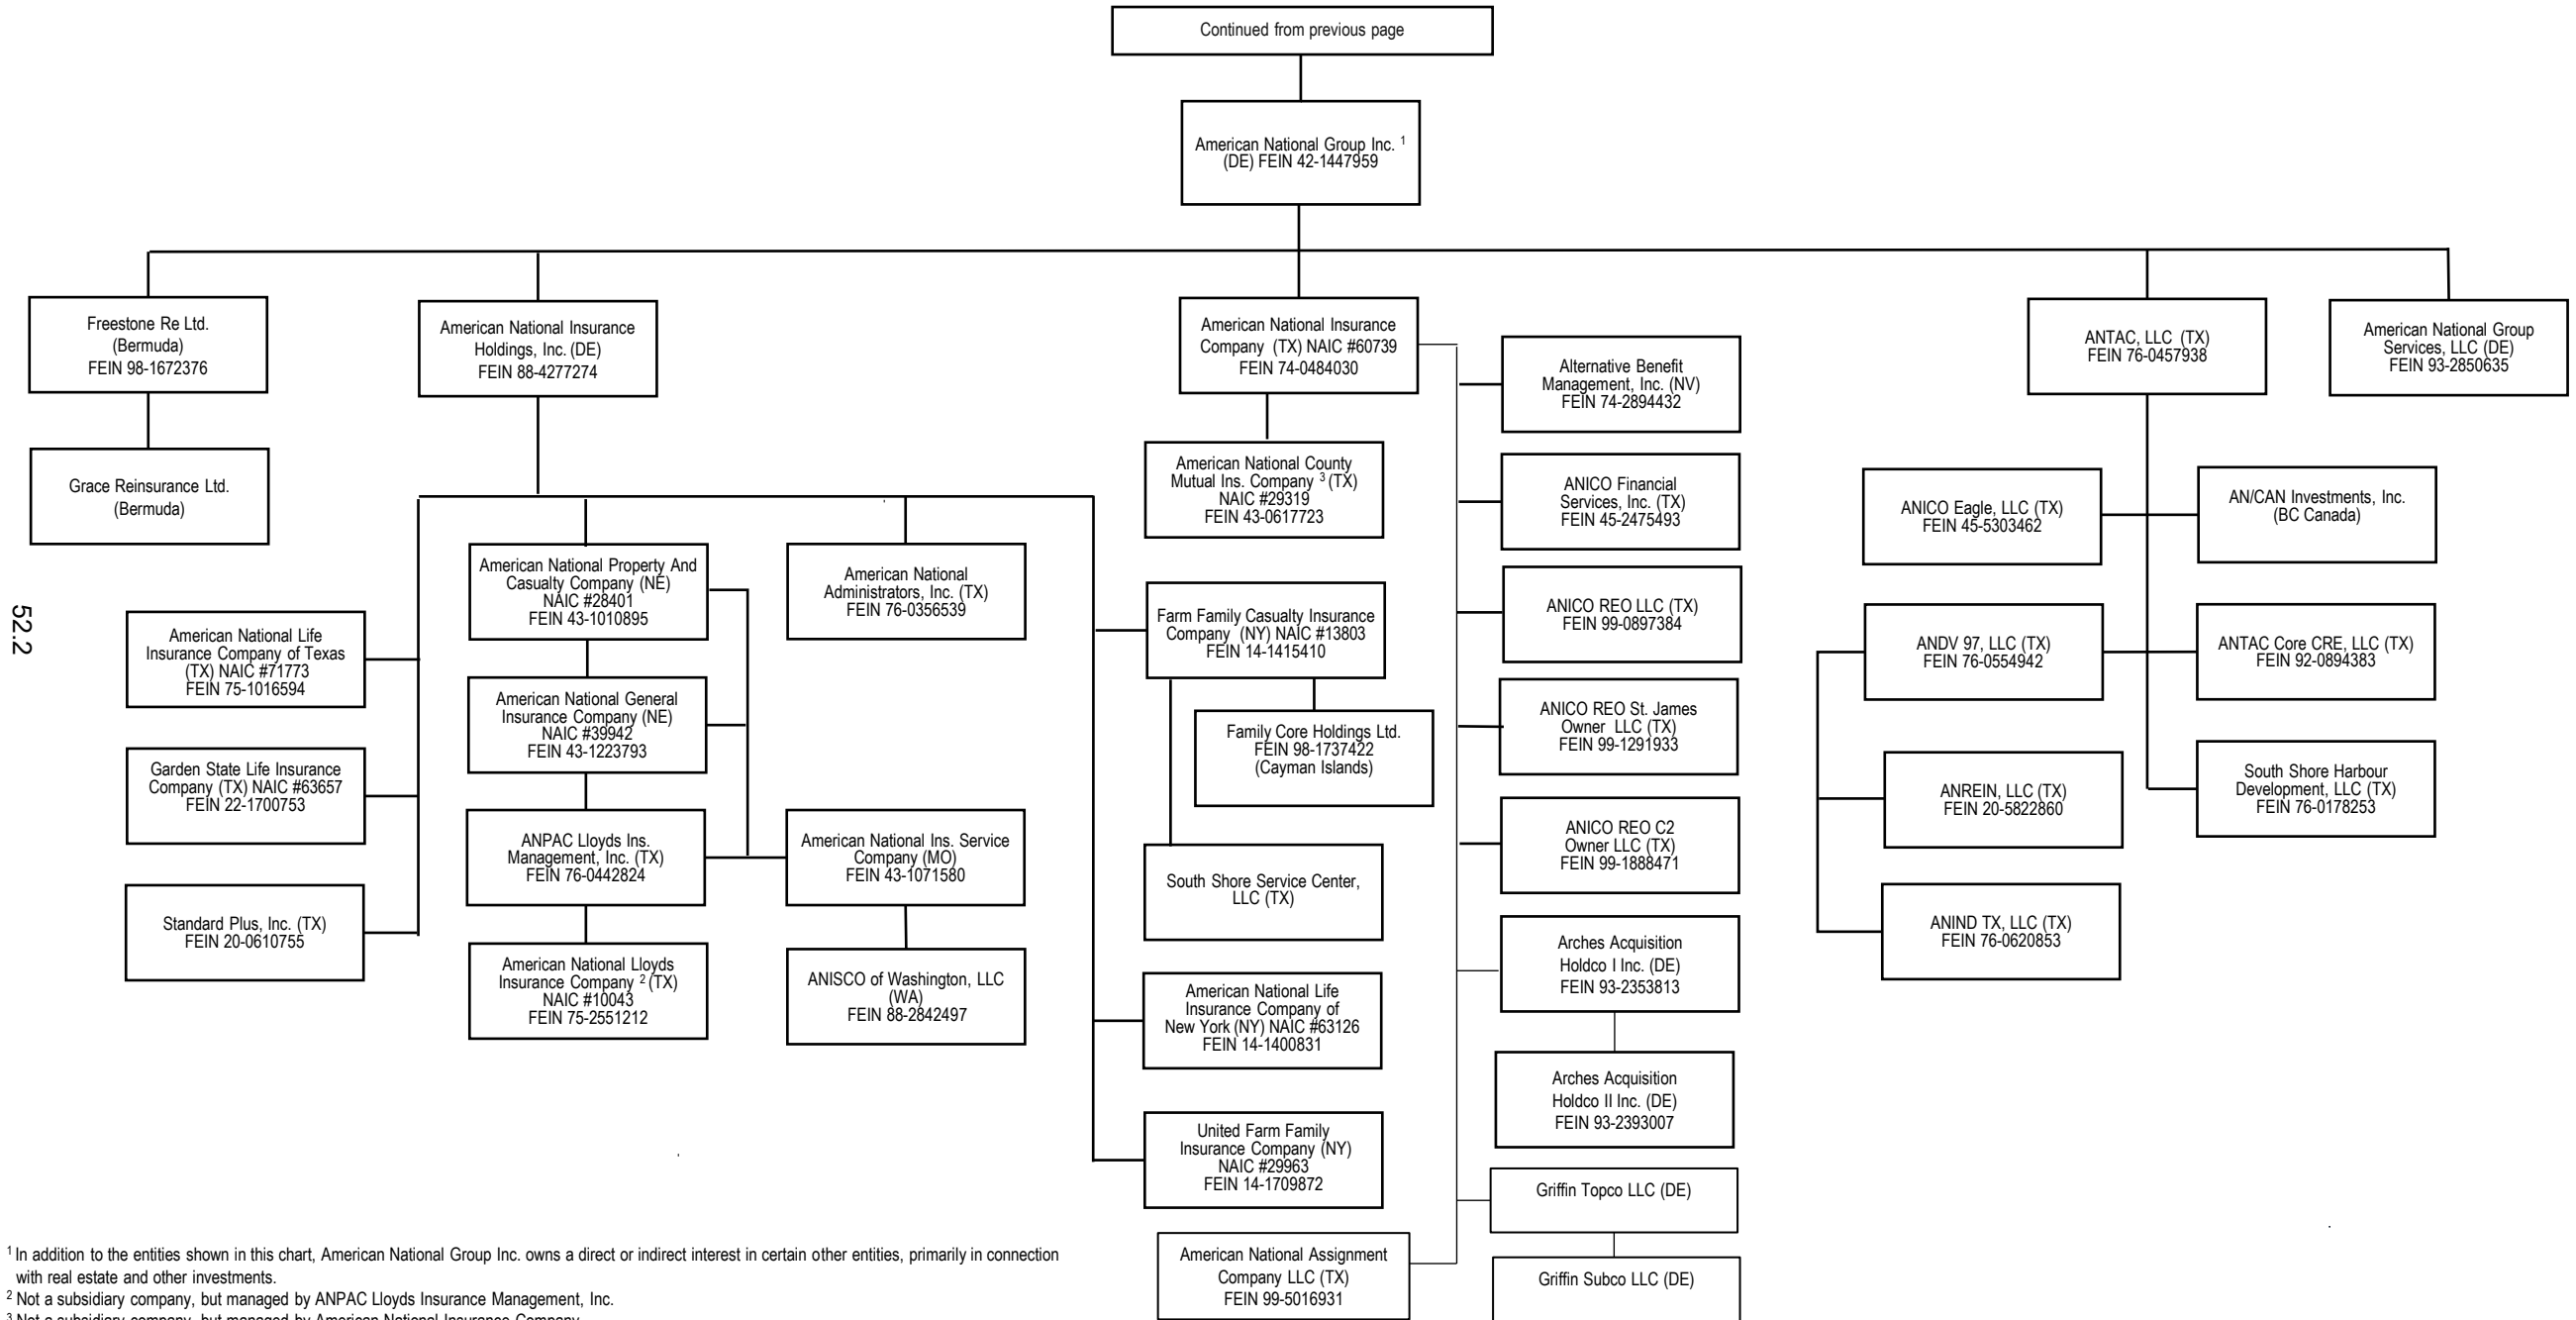 Continued from previous page
American National Group Inc. 1
(DE) FEIN 42-1447959
Freestone Re Ltd.
(Bermuda)
FEIN 98-1672376
Grace Reinsurance Ltd.
(Bermuda)
American National Insurance
Holdings, Inc. (DE)
FEIN 88-4277274
American National Life
Insurance Company of Texas
(TX) NAIC #71773
FEIN 75-1016594
Garden State Life Insurance
Company (TX) NAIC #63657
FEIN 22-1700753
Standard Plus, Inc. (TX)
FEIN 20-0610755
American National Property And
Casualty Company (NE)
NAIC #28401
FEIN 43-1010895
American National General
Insurance Company (NE)
NAIC #39942
FEIN 43-1223793
ANPAC Lloyds Ins.
Management, Inc. (TX)
FEIN 76-0442824
American National Lloyds
Insurance Company 2 (TX)
NAIC #10043
FEIN 75-2551212
American National
Administrators, Inc. (TX)
FEIN 76-0356539
American National Ins. Service
Company (MO)
FEIN 43-1071580
ANISCO of Washington, LLC
(WA)
FEIN 88-2842497
American National Insurance
Company (TX) NAIC #60739
FEIN 74-0484030
American National County
Mutual Ins. Company 3 (TX)
NAIC #29319
FEIN 43-0617723
Farm Family Casualty Insurance
Company (NY) NAIC #13803
FEIN 14-1415410
Family Core Holdings Ltd.
FEIN 98-1737422
(Cayman Islands)
South Shore Service Center,
LLC (TX)
American National Life
Insurance Company of
New York (NY) NAIC #63126
FEIN 14-1400831
United Farm Family
Insurance Company (NY)
NAIC #29963
FEIN 14-1709872
American National Assignment
Company LLC (TX)
FEIN 99-5016931
Alternative Benefit
Management, Inc. (NV)
FEIN 74-2894432
ANICO Financial
Services, Inc. (TX)
FEIN 45-2475493
ANICO REO LLC (TX)
FEIN 99-0897384
ANICO REO St. James
Owner LLC (TX)
FEIN 99-1291933
ANICO REO C2
Owner LLC (TX)
FEIN 99-1888471
Arches Acquisition
Holdco I Inc. (DE)
FEIN 93-2353813
Arches Acquisition
Holdco II Inc. (DE)
FEIN 93-2393007
Griffin Topco LLC (DE)
Griffin Subco LLC (DE)
ANTAC, LLC (TX)
FEIN 76-0457938
American National Group
Services, LLC (DE)
FEIN 93-2850635
ANICO Eagle, LLC (TX)
FEIN 45-5303462
AN/CAN Investments, Inc.
(BC Canada)
ANDV 97, LLC (TX)
FEIN 76-0554942
ANTAC Core CRE, LLC (TX)
FEIN 92-0894383
ANREIN, LLC (TX)
FEIN 20-5822860
South Shore Harbour
Development, LLC (TX)
FEIN 76-0178253
ANIND TX, LLC (TX)
FEIN 76-0620853
52.2
1 In addition to the entities shown in this chart, American National Group Inc. owns a direct or indirect interest in certain other entities, primarily in connection
with real estate and other investments.
2 Not a subsidiary company, but managed by ANPAC Lloyds Insurance Management, Inc.
3 Not a subsidiary company, but managed by American National Insurance Company